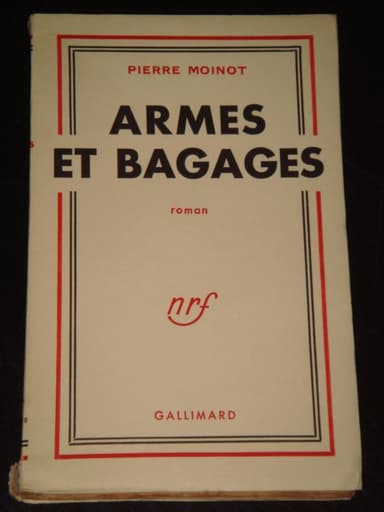 PIERRE MOINOT
ARMES
ET BAGAGES
roman
nrf
GALLIMARD